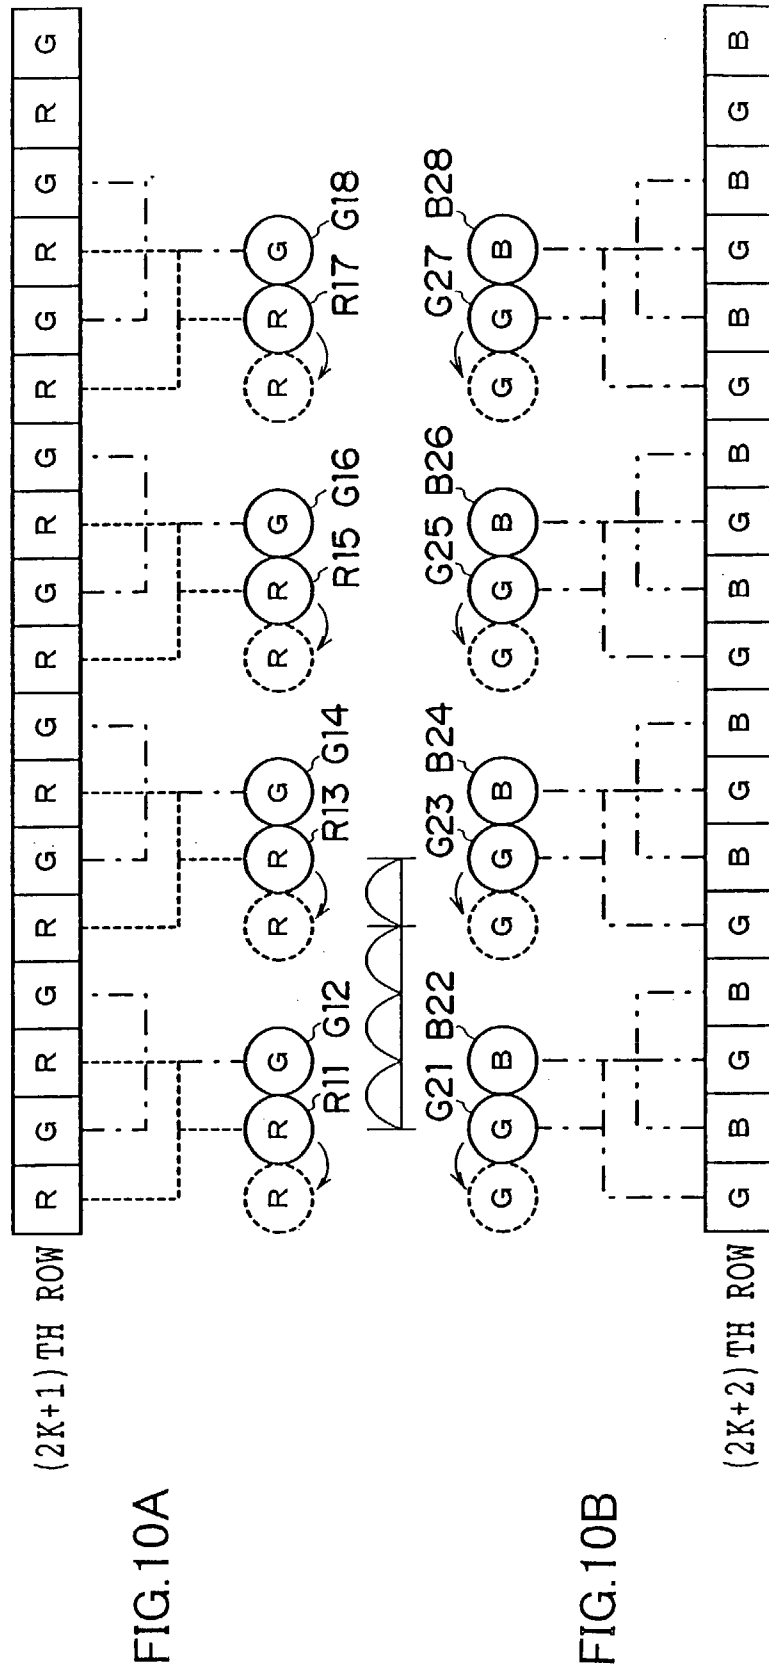 (2K+1)TH ROW R G R G R G R G R G R G R G R G R G
FIG.10A
R R G R R G R R G R R G
R11 G12 R13 G14 R15 G16 R17 G18
G21 B22 G23 B24 G25 B26 G27 B28
G G B G G B G G B G G B
FIG.10B
(2K+2)TH ROW G B G B G B G B G B G B G B G B G B